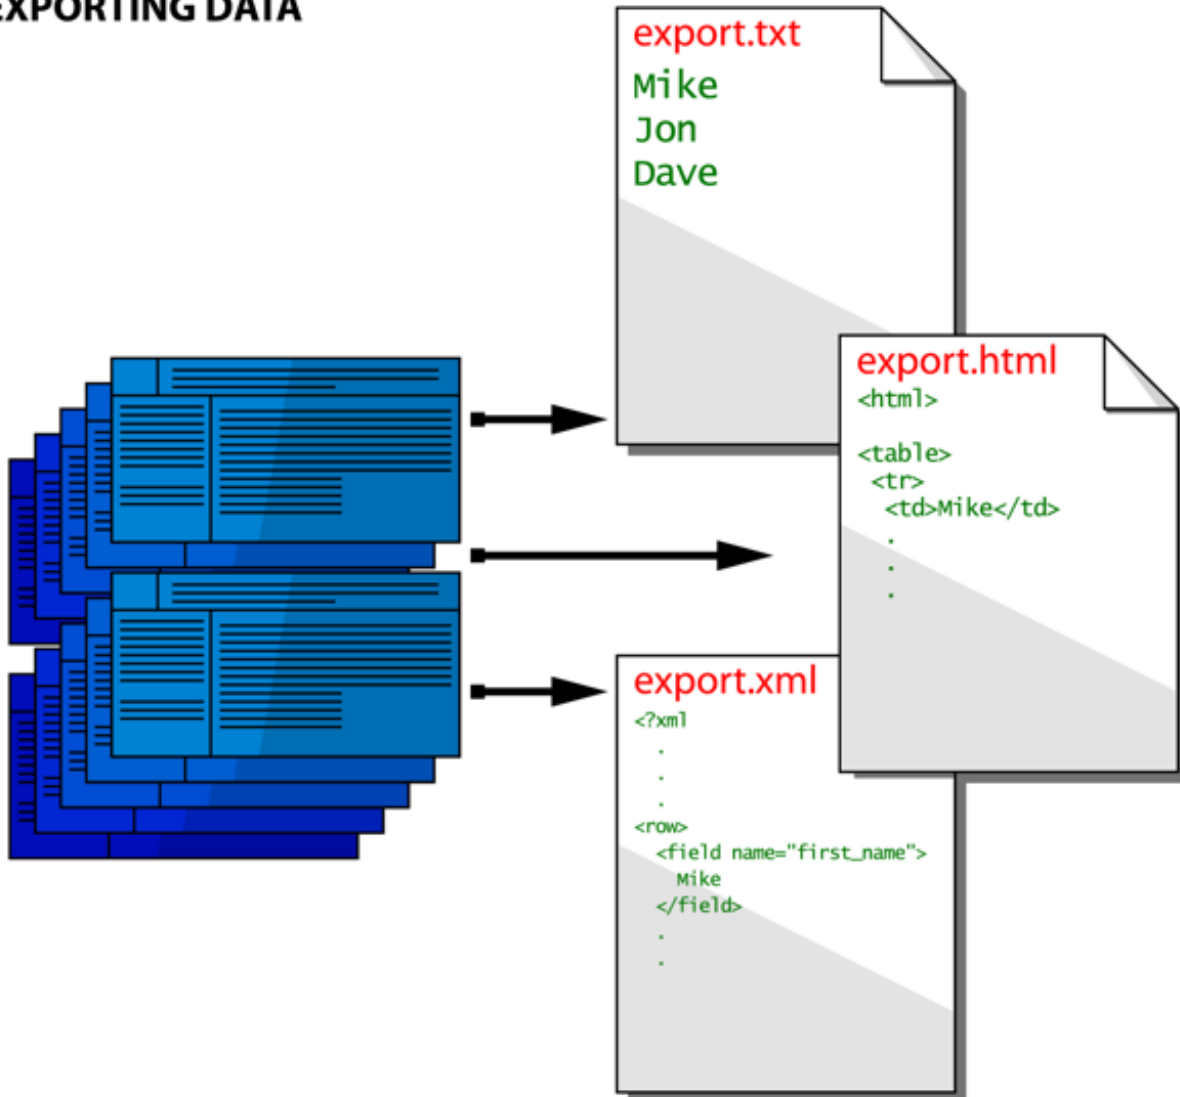 EXPORTING DATA
export.txt
Mike
Jon
Dave
export.html
<html>
<table>
<tr>
<td>Mike</td>
.
.
.
export.xml
<?xml
.
.
.
<row>
<field name="first_name">
Mike
</field>
.
.